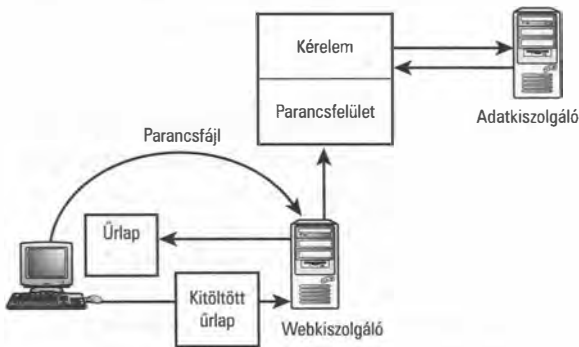 Kérelem
Parancsfelület
Adatkiszolgáló
Parancsfájl
Űrlap
Kitöltött
űrlap
Webkiszolgáló